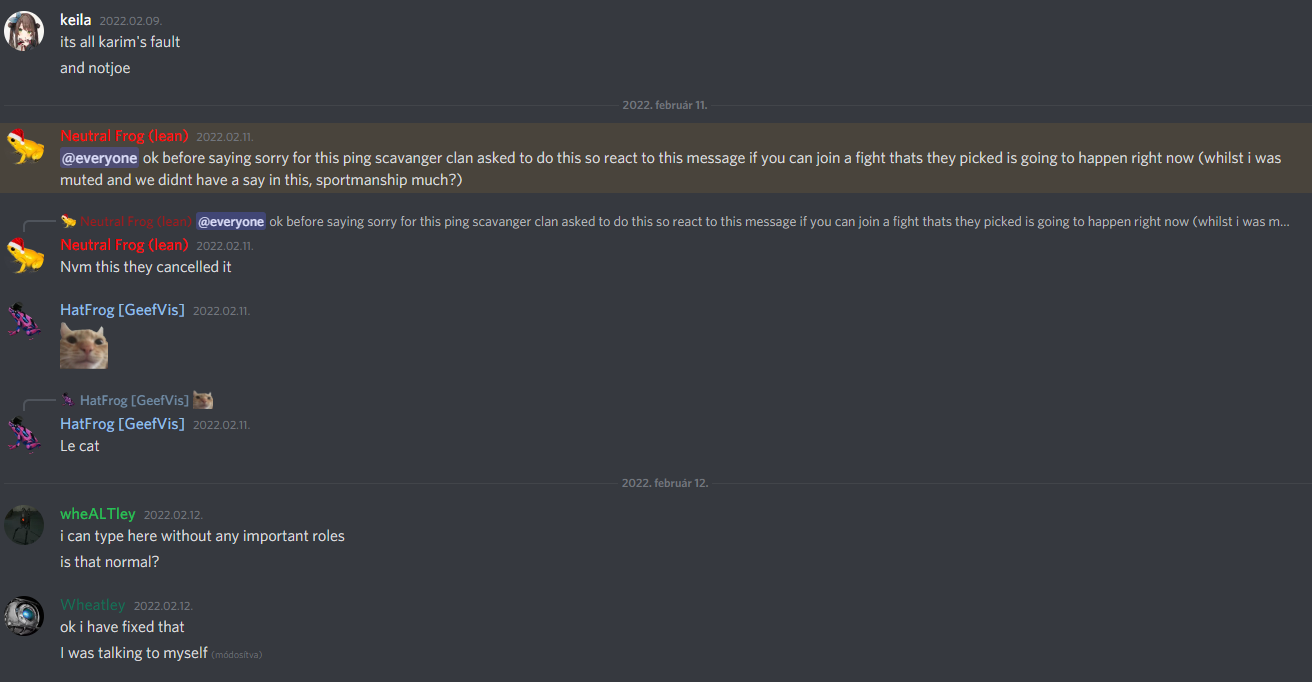 keila 2022.02.09.
its all karim's fault
and notjoe
2022. február 11.
Neutral Frog (lean) 2022.02.11.
@everyone ok before saying sorry for this ping scavanger clan asked to do this so react to this message if you can join a fight thats they picked is going to happen right now (whilst i was
muted and we didnt have a say in this, sportmanship much?)
Neutral Frog (lean) @everyone ok before saying sorry for this ping scavanger clan asked to do this so react to this message if you can join a fight thats they picked is going to happen right now (whilst i was m...
Neutral Frog (lean) 2022.02.11.
Nvm this they cancelled it
HatFrog [GeefVis] 2022.02.11.
HatFrog [GeefVis]
HatFrog [GeefVis] 2022.02.11.
Le cat
2022. február 12.
wheALTley 2022.02.12.
i can type here without any important roles
is that normal?
Wheatley 2022.02.12.
ok i have fixed that
I was talking to myself (módosítva)